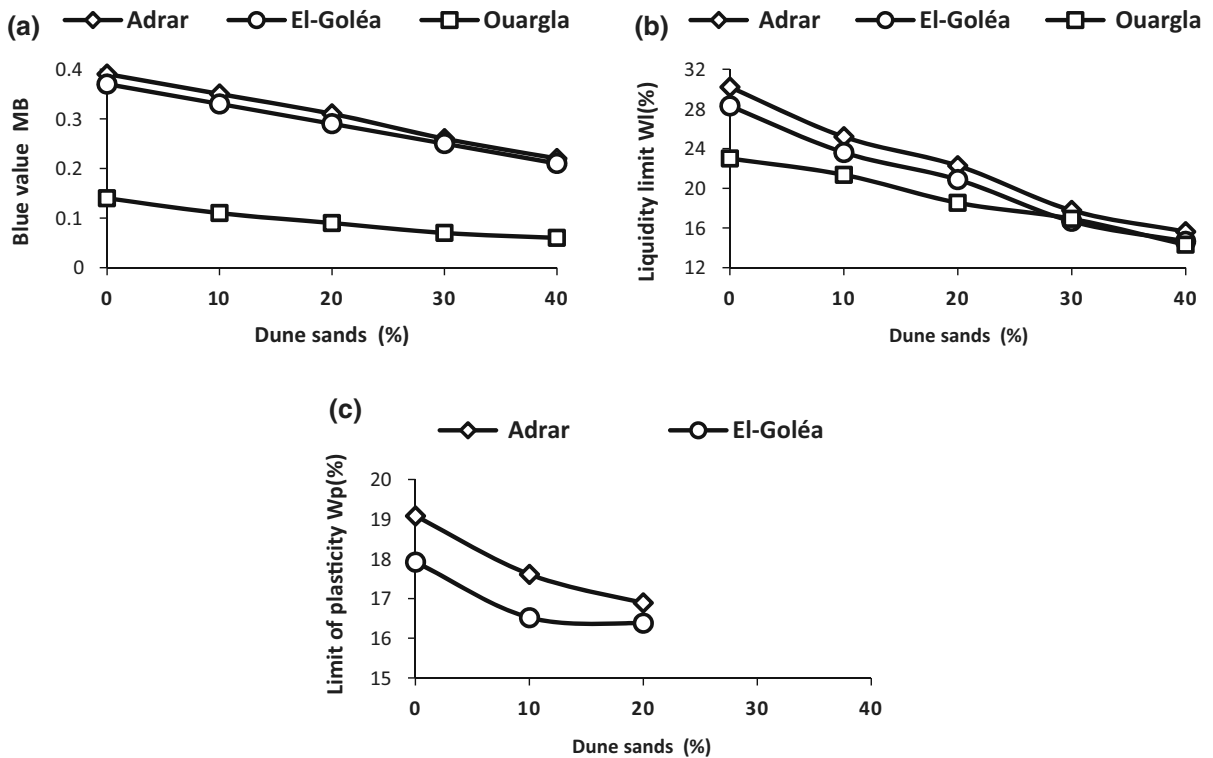 (a)
Adrar El-Goléa Ouargla
Blue value MB
0.4
0.3
0.2
0.1
0
0 10 20 30 40
Dune sands (%)
(b)
Adrar El-Goléa Ouargla
Liquidity limit Wl(%)
32
28
24
20
16
12
0 10 20 30 40
Dune sands (%)
(c)
Adrar El-Goléa
Limit of plasticity Wp(%)
20
19
18
17
16
15
0 10 20 30 40
Dune sands (%)